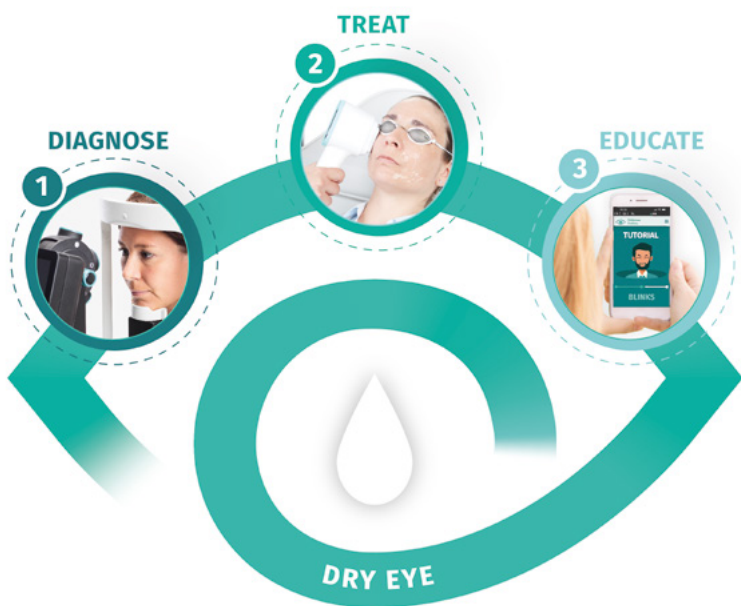 TREAT
2
DIAGNOSE
1
EDUCATE
3
TUTORIAL
BLINKS
DRY EYE